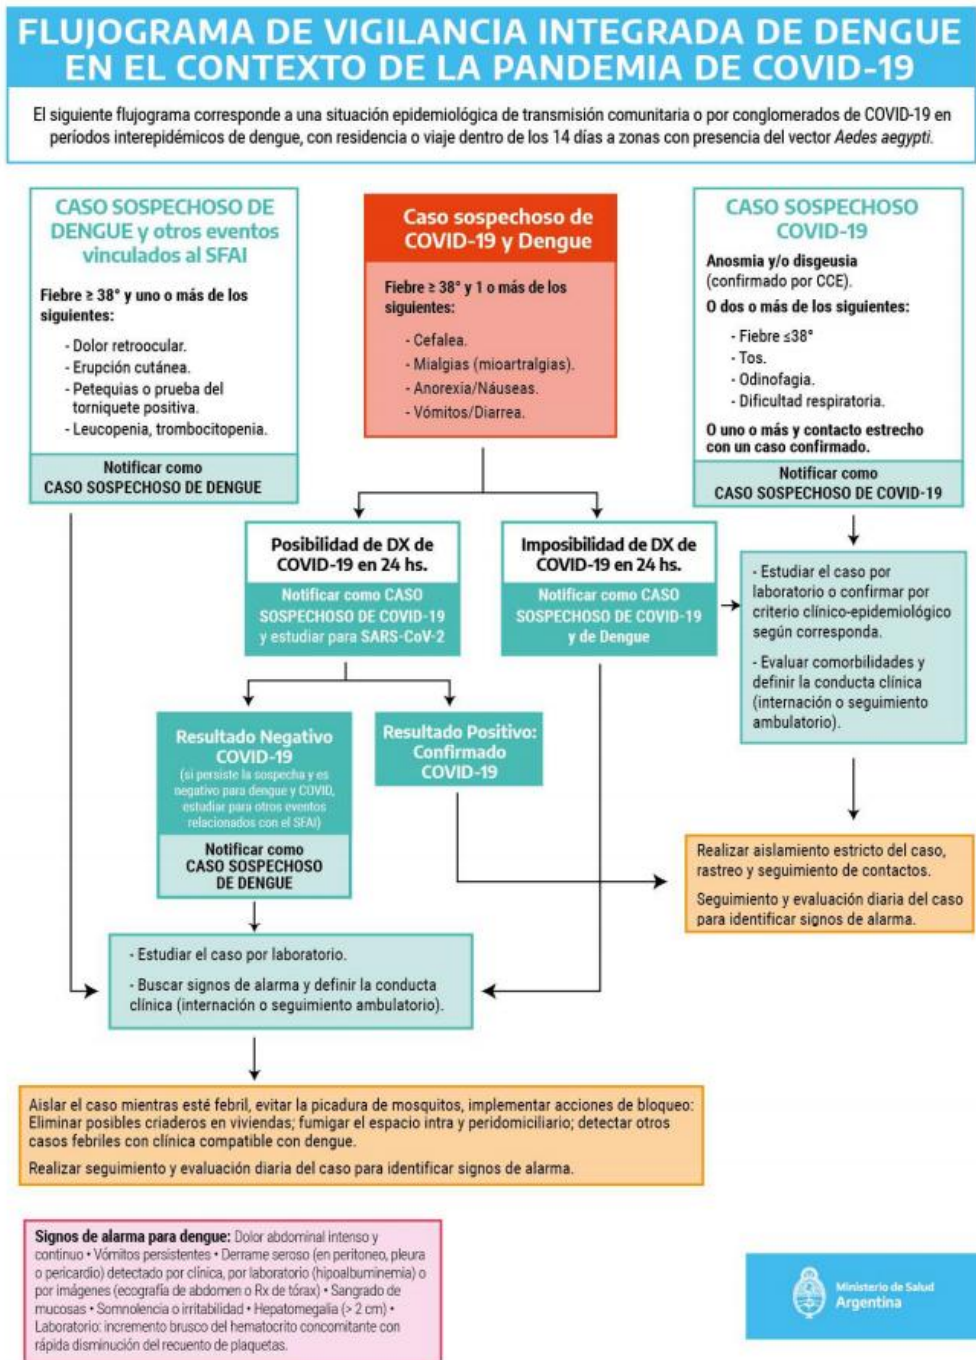 FLUJOGRAMA DE VIGILANCIA INTEGRADA DE DENGUE
EN EL CONTEXTO DE LA PANDEMIA DE COVID-19
El siguiente flujograma corresponde a una situación epidemiológica de transmisión comunitaria o por conglomerados de COVID-19 en
períodos interepidémicos de dengue, con residencia o viaje dentro de los 14 días a zonas con presencia del vector Aedes aegypti.
CASO SOSPECHOSO DE
DENGUE y otros eventos
vinculados al SFAI
Fiebre ≥ 38° y uno o más de los
siguientes:
- Dolor retroocular.
- Erupción cutánea.
- Petequias o prueba del
torniquete positiva.
- Leucopenia, trombocitopenia.
Notificar como
CASO SOSPECHOSO DE DENGUE
Caso sospechoso de
COVID-19 y Dengue
Fiebre ≥ 38° y 1 o más de los
siguientes:
- Cefalea.
- Mialgias (mioartralgias).
- Anorexia/Náuseas.
- Vómitos/Diarrea.
CASO SOSPECHOSO
COVID-19
Anosmia y/o disgeusia
(confirmado por CCE).
O dos o más de los siguientes:
- Fiebre ≤38°
- Tos.
- Odinofagia.
- Dificultad respiratoria.
O uno o más y contacto estrecho
con un caso confirmado.
Notificar como
CASO SOSPECHOSO DE COVID-19
Posibilidad de DX de
COVID-19 en 24 hs.
Notificar como CASO
SOSPECHOSO DE COVID-19
y estudiar para SARS-CoV-2
Imposibilidad de DX de
COVID-19 en 24 hs.
Notificar como CASO
SOSPECHOSO DE COVID-19
y de Dengue
- Estudiar el caso por
laboratorio o confirmar por
criterio clínico-epidemiológico
según corresponda.
- Evaluar comorbilidades y
definir la conducta clínica
(internación o seguimiento
ambulatorio).
Resultado Negativo
COVID-19
(si persiste la sospecha y es
negativo para dengue y COVID,
estudiar para otros eventos
relacionados con el SFAI)
Notificar como
CASO SOSPECHOSO
DE DENGUE
Resultado Positivo:
Confirmado
COVID-19
Realizar aislamiento estricto del caso,
rastreo y seguimiento de contactos.
Seguimiento y evaluación diaria del caso
para identificar signos de alarma.
- Estudiar el caso por laboratorio.
- Buscar signos de alarma y definir la conducta
clínica (internación o seguimiento ambulatorio).
Aislar el caso mientras esté febril, evitar la picadura de mosquitos, implementar acciones de bloqueo:
Eliminar posibles criaderos en viviendas; fumigar el espacio intra y peridomiciliario; detectar otros
casos febriles con clínica compatible con dengue.
Realizar seguimiento y evaluación diaria del caso para identificar signos de alarma.
Signos de alarma para dengue: Dolor abdominal intenso y
continuo • Vómitos persistentes • Derrame seroso (en peritoneo, pleura
o pericardio) detectado por clínica, por laboratorio (hipoalbuminemia) o
por imágenes (ecografía de abdomen o Rx de tórax) • Sangrado de
mucosas • Somnolencia o irritabilidad • Hepatomegalia (> 2 cm) •
Laboratorio: incremento brusco del hematocrito concomitante con
rápida disminución del recuento de plaquetas.
Ministerio de Salud
Argentina